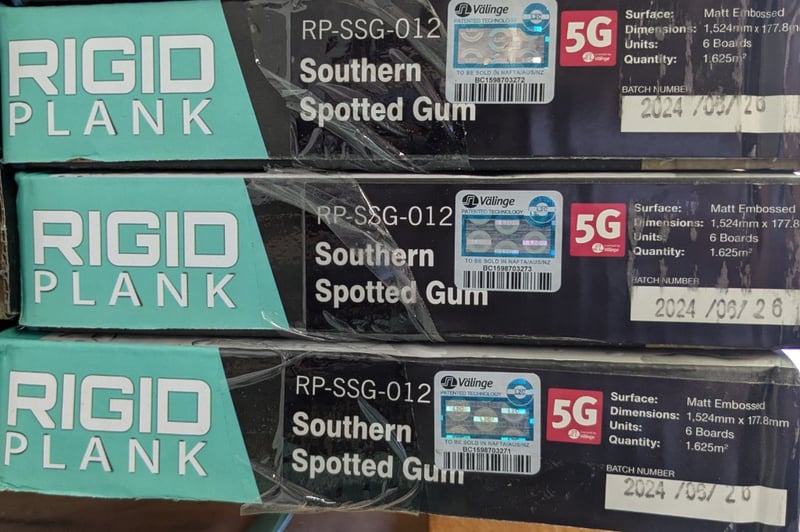 RIGID
PLANK
RP-SSG-012
Southern
Spotted Gum
Välinge
PATENTED TECHNOLOGY
TO BE SOLD IN NAFTA/AUS/NZ
BC1598703272
5G
Välinge
Surface: Matt Embossed
Dimensions: 1,524mm x 177.8m
Units: 6 Boards
Quantity: 1.625m²
BATCH NUMBER
2024 /06/ 26
RIGID
PLANK
RP-SSG-012
Southern
Spotted Gum
Välinge
PATENTED TECHNOLOGY
TO BE SOLD IN NAFTA/AUS/NZ
BC1598703273
5G
Välinge
Surface: Matt Embossed
Dimensions: 1,524mm x 177.8
Units: 6 Boards
Quantity: 1.625m²
BATCH NUMBER
2024 /06/ 26
RIGID
PLANK
RP-SSG-012
Southern
Spotted Gum
Välinge
PATENTED TECHNOLOGY
TO BE SOLD IN NAFTA/AUS/NZ
BC1598703271
5G
Välinge
Surface: Matt Embossed
Dimensions: 1,524mm x 177.8mm
Units: 6 Boards
Quantity: 1.625m²
BATCH NUMBER
2024 /06/ 26